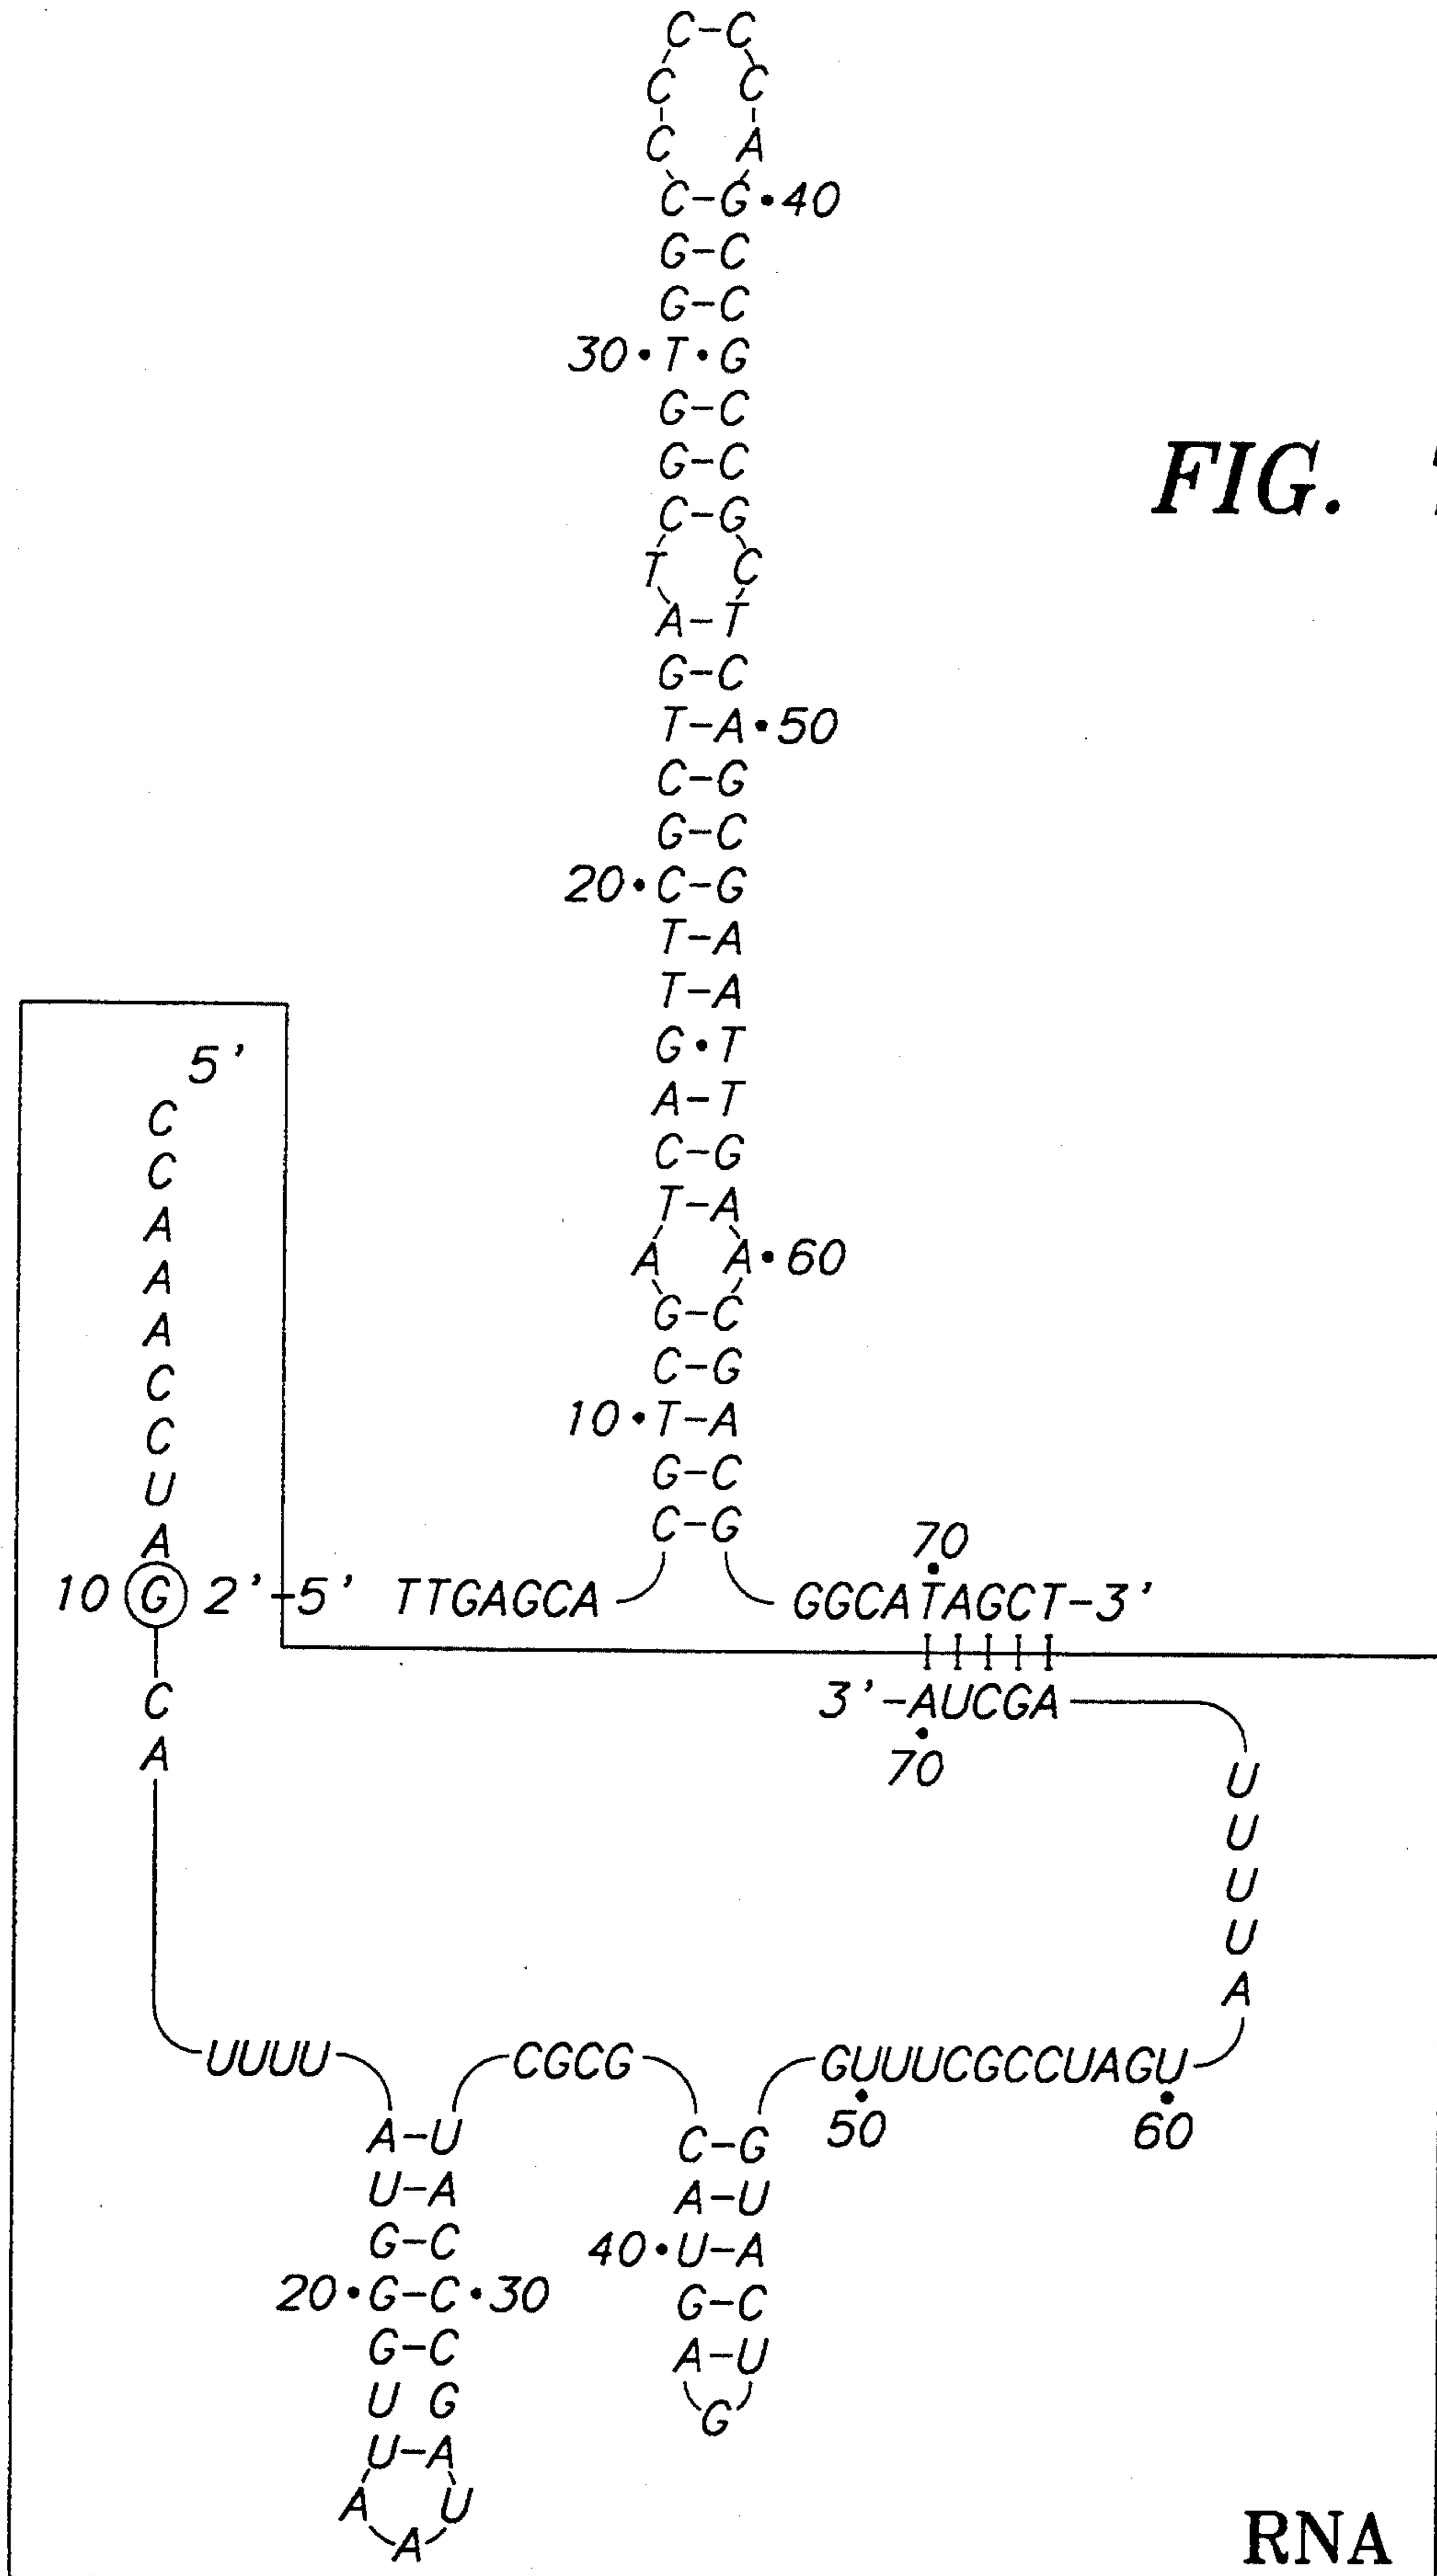 C-C
C C
C A
C-G•40
G-C
G-C
30•T•G
G-C
G-C
C-G
T C
A-T
G-C
T-A•50
C-G
G-C
20•C-G
T-A
T-A
G•T
A-T
C-G
T-A
A A•60
G-C
C-G
10•T-A
G-C
C-G
FIG.
5'
C
C
A
A
A
C
C
U
A
10 G 2'-5' TTGAGCA GGCATAGCT-3'
70
3'-AUCGA
70
C
A
U
U
U
U
A
UUUU CGCG GUUUCGCCUAGU
50 60
A-U
U-A
G-C
20•G-C•30
G-C
U G
U-A
A U
A
C-G
A-U
40•U-A
G-C
A-U
G
RNA